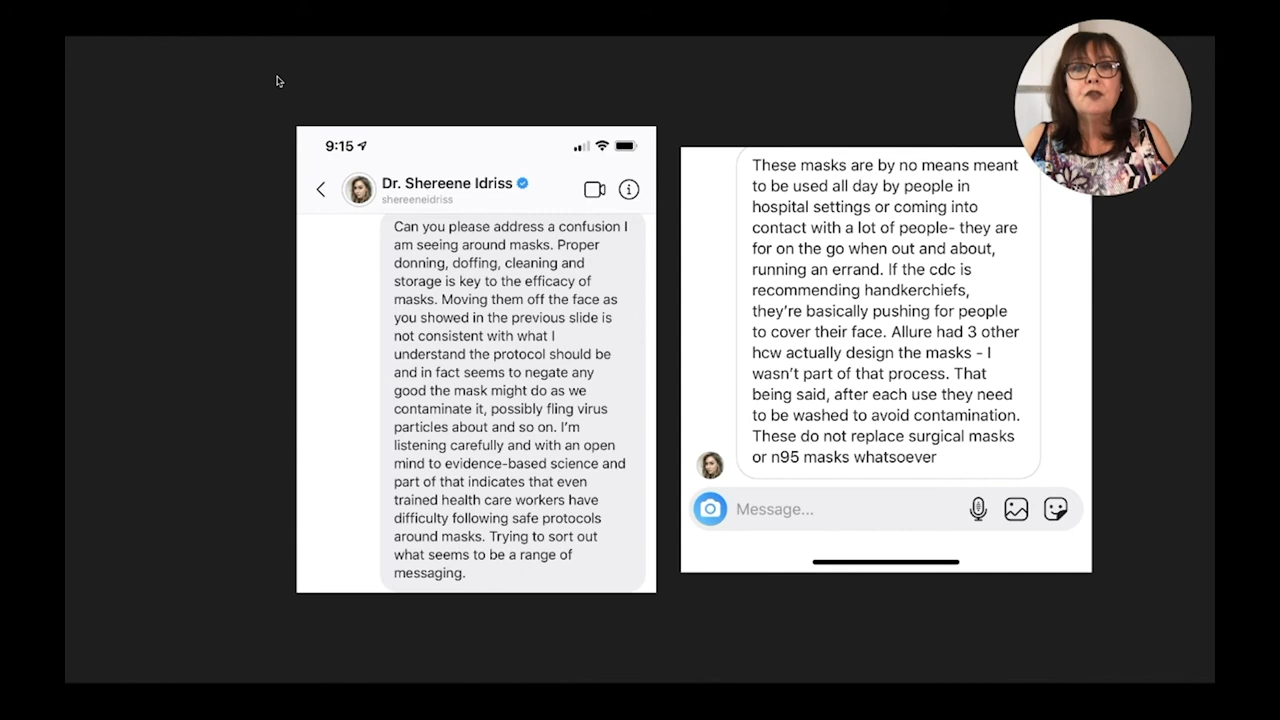 9:15
Dr. Shereene Idriss
shereeneidriss
Can you please address a confusion I
am seeing around masks. Proper
donning, doffing, cleaning and
storage is key to the efficacy of
masks. Moving them off the face as
you showed in the previous slide is
not consistent with what I
understand the protocol should be
and in fact seems to negate any
good the mask might do as we
contaminate it, possibly fling virus
particles about and so on. I’m
listening carefully and with an open
mind to evidence-based science and
part of that indicates that even
trained health care workers have
difficulty following safe protocols
around masks. Trying to sort out
what seems to be a range of
messaging.
These masks are by no means meant
to be used all day by people in
hospital settings or coming into
contact with a lot of people- they are
for on the go when out and about,
running an errand. If the cdc is
recommending handkerchiefs,
they’re basically pushing for people
to cover their face. Allure had 3 other
hcw actually design the masks - I
wasn’t part of that process. That
being said, after each use they need
to be washed to avoid contamination.
These do not replace surgical masks
or n95 masks whatsoever
Message...